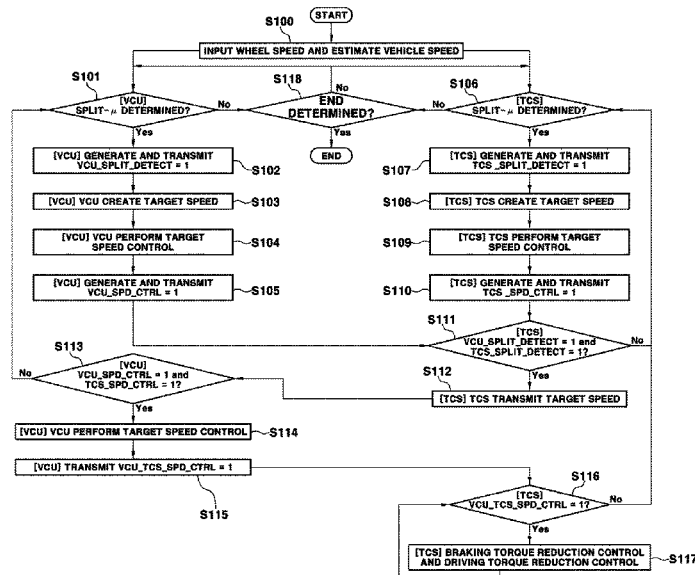 START
S100
INPUT WHEEL SPEED AND ESTIMATE VEHICLE SPEED
S101
[VCU]
SPLIT-μ DETERMINED?
No
Yes
S118
END
DETERMINED?
No
Yes
END
S106
[TCS]
SPLIT-μ DETERMINED?
No
Yes
[VCU] GENERATE AND TRANSMIT
VCU_SPLIT_DETECT = 1
S102
[VCU] VCU CREATE TARGET SPEED
S103
[VCU] VCU PERFORM TARGET
SPEED CONTROL
S104
[VCU] GENERATE AND TRANSMIT
VCU_SPD_CTRL = 1
S105
S107
[TCS] GENERATE AND TRANSMIT
TCS_SPLIT_DETECT = 1
S108
[TCS] TCS CREATE TARGET SPEED
S109
[TCS] TCS PERFORM TARGET
SPEED CONTROL
S110
[TCS] GENERATE AND TRANSMIT
TCS_SPD_CTRL = 1
S111
[TCS]
VCU_SPLIT_DETECT = 1 and
TCS_SPLIT_DETECT
= 1?
No
Yes
S112
[TCS] TCS TRANSMIT TARGET SPEED
S113
[VCU]
VCU_SPD_CTRL = 1 and
TCS_SPD_CTRL
= 1?
No
Yes
[VCU] VCU PERFORM TARGET SPEED CONTROL
S114
[VCU] TRANSMIT VCU_TCS_SPD_CTRL = 1
S115
S116
[TCS]
VCU_TCS_SPD_CTRL = 1?
No
Yes
[TCS] BRAKING TORQUE REDUCTION CONTROL
AND DRIVING TORQUE REDUCTION CONTROL
S117